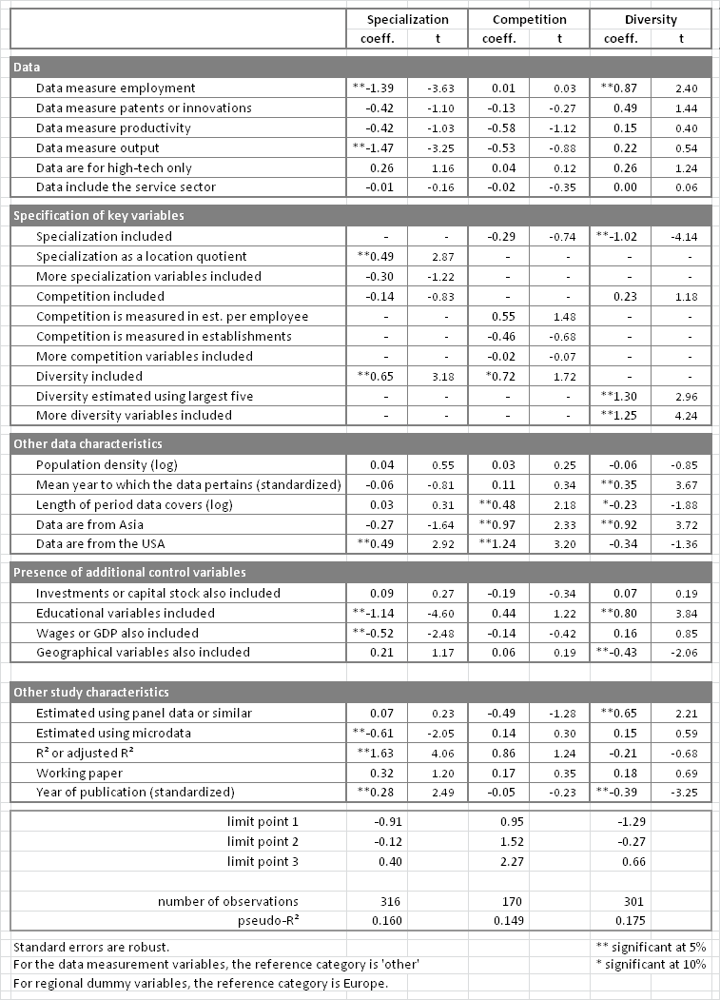 Specialization Competition Diversity
coeff. t coeff. t coeff. t
Data
Data measure employment **-1.39 -3.63 0.01 0.03 **0.87 2.40
Data measure patents or innovations -0.42 -1.10 -0.13 -0.27 0.49 1.44
Data measure productivity -0.42 -1.03 -0.58 -1.12 0.15 0.40
Data measure output **-1.47 -3.25 -0.53 -0.88 0.22 0.54
Data are for high-tech only 0.26 1.16 0.04 0.12 0.26 1.24
Data include the service sector -0.01 -0.16 -0.02 -0.35 0.00 0.06
Specification of key variables
Specialization included - - -0.29 -0.74 **-1.02 -4.14
Specialization as a location quotient **0.49 2.87 - - - -
More specialization variables included -0.30 -1.22 - - - -
Competition included -0.14 -0.83 - - 0.23 1.18
Competition is measured in est. per employee - - 0.55 1.48 - -
Competition is measured in establishments - - -0.46 -0.68 - -
More competition variables included - - -0.02 -0.07 - -
Diversity included **0.65 3.18 *0.72 1.72 - -
Diversity estimated using largest five - - - - **1.30 2.96
More diversity variables included - - - - **1.25 4.24
Other data characteristics
Population density (log) 0.04 0.55 0.03 0.25 -0.06 -0.85
Mean year to which the data pertains (standardized) -0.06 -0.81 0.11 0.34 **0.35 3.67
Length of period data covers (log) 0.03 0.31 **0.48 2.18 *-0.23 -1.88
Data are from Asia -0.27 -1.64 **0.97 2.33 **0.92 3.72
Data are from the USA **0.49 2.92 **1.24 3.20 -0.34 -1.36
Presence of additional control variables
Investments or capital stock also included 0.09 0.27 -0.19 -0.34 0.07 0.19
Educational variables included **-1.14 -4.60 0.44 1.22 **0.80 3.84
Wages or GDP also included **-0.52 -2.48 -0.14 -0.42 0.16 0.85
Geographical variables also included 0.21 1.17 0.06 0.19 **-0.43 -2.06
Other study characteristics
Estimated using panel data or similar 0.07 0.23 -0.49 -1.28 **0.65 2.21
Estimated using microdata **-0.61 -2.05 0.14 0.30 0.15 0.59
R² or adjusted R² **1.63 4.06 0.86 1.24 -0.21 -0.68
Working paper 0.32 1.20 0.17 0.35 0.18 0.69
Year of publication (standardized) **0.28 2.49 -0.05 -0.23 **-0.39 -3.25
limit point 1 -0.91 0.95 -1.29
limit point 2 -0.12 1.52 -0.27
limit point 3 0.40 2.27 0.66
number of observations 316 170 301
pseudo-R² 0.160 0.149 0.175
Standard errors are robust. ** significant at 5%
For the data measurement variables, the reference category is 'other' * significant at 10%
For regional dummy variables, the reference category is Europe.